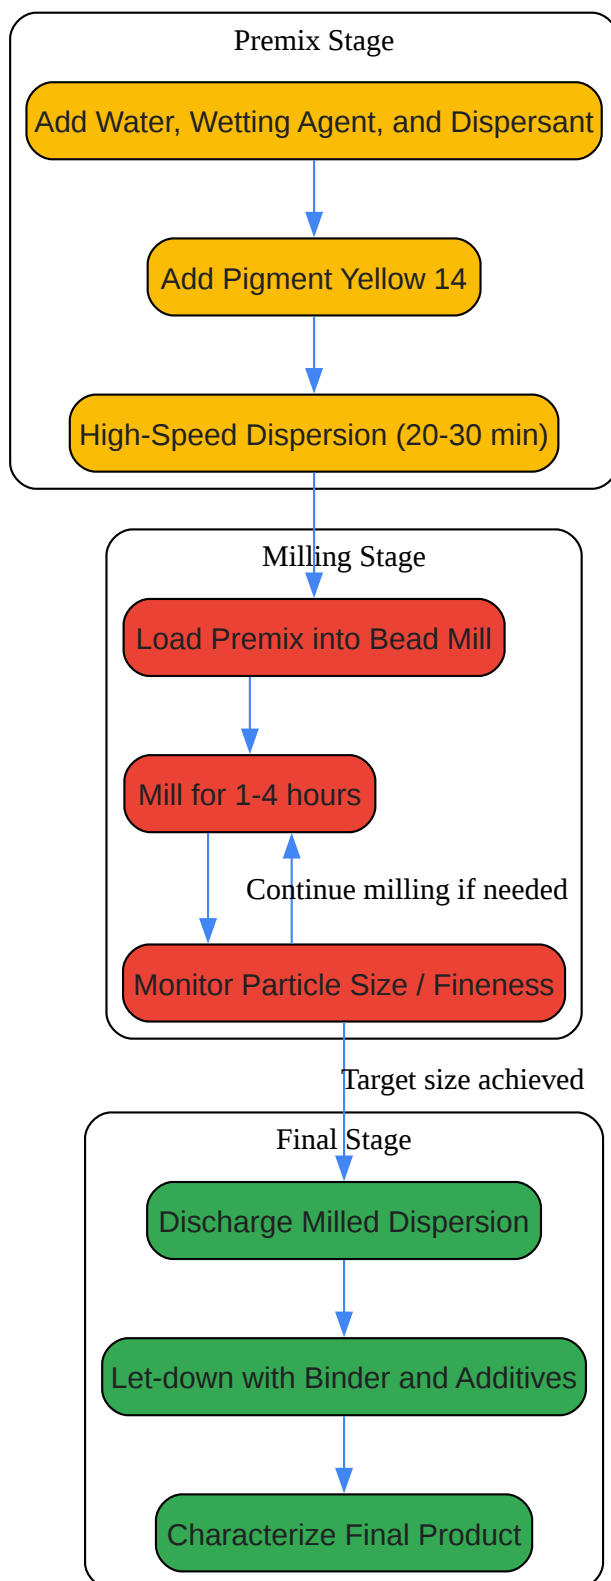 Premix Stage
Add Water, Wetting Agent, and Dispersant
Add Pigment Yellow 14
High-Speed Dispersion (20-30 min)
Milling Stage
Load Premix into Bead Mill
Mill for 1-4 hours
Continue milling if needed
Monitor Particle Size / Fineness
Target size achieved
Final Stage
Discharge Milled Dispersion
Let-down with Binder and Additives
Characterize Final Product